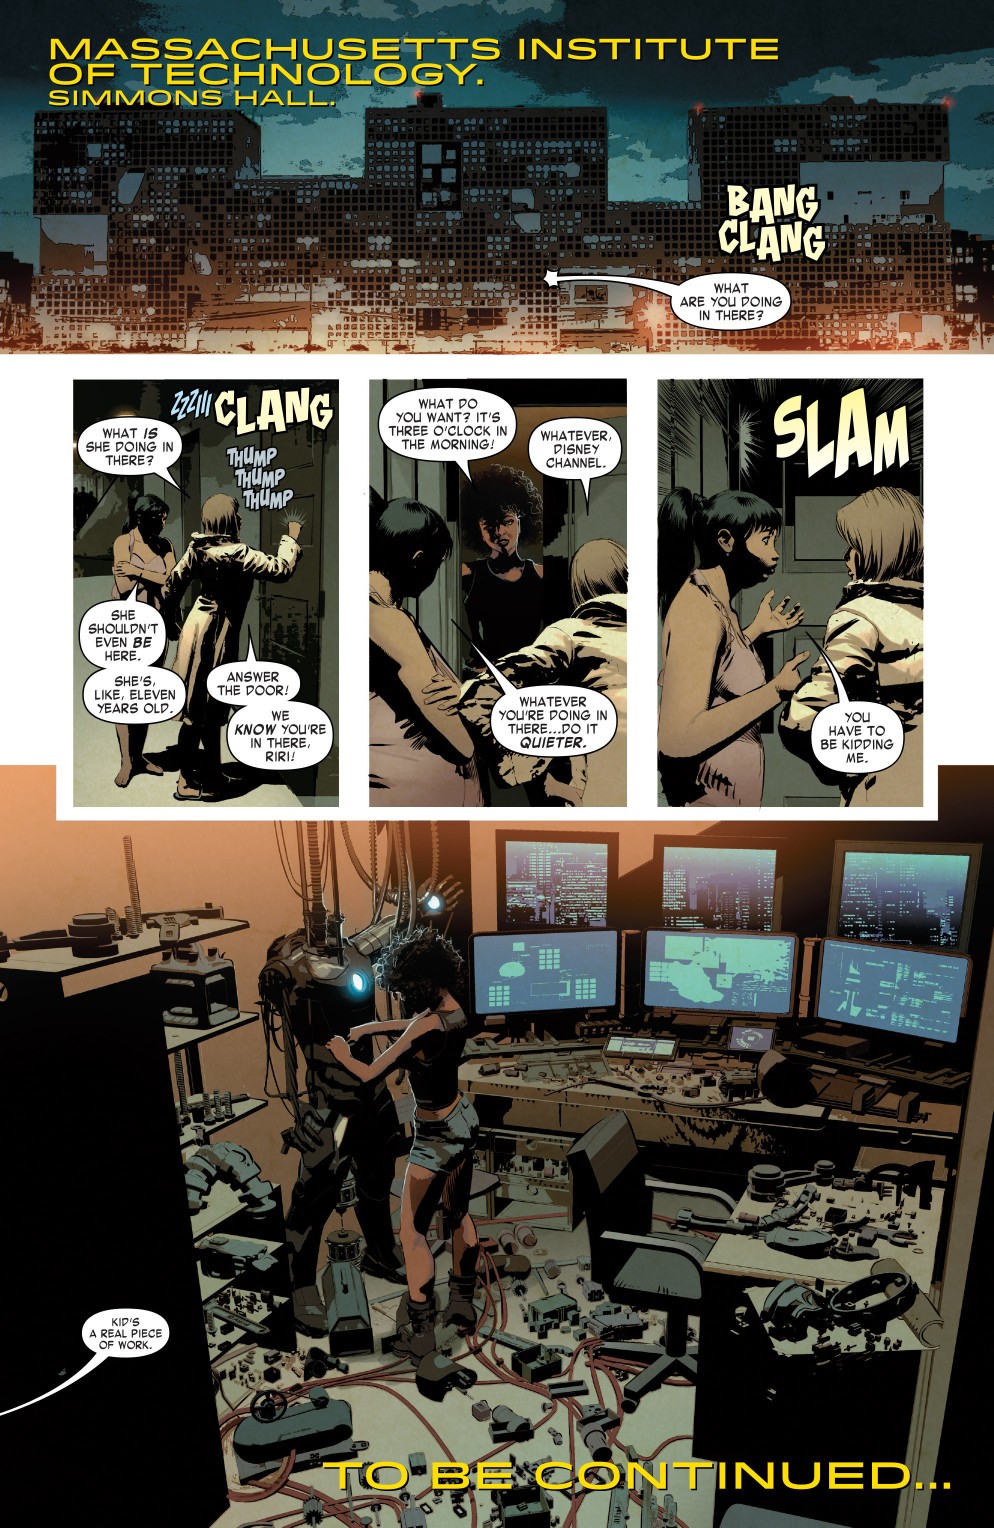 MASSACHUSETTS INSTITUTE
OF TECHNOLOGY.
SIMMONS HALL.
BANG
CLANG
WHAT
ARE YOU DOING
IN THERE?
ZZZIII
CLANG
WHAT IS
SHE DOING IN
THERE?
THUMP
THUMP
THUMP
SHE
SHOULDN'T
EVEN BE
HERE.
SHE'S,
LIKE, ELEVEN
YEARS OLD.
ANSWER
THE DOOR!
WE
KNOW YOU'RE
IN THERE,
RIRI!
WHAT DO
YOU WANT? IT'S
THREE O'CLOCK IN
THE MORNING!
WHATEVER,
DISNEY
CHANNEL.
WHATEVER
YOU'RE DOING IN
THERE...DO IT
QUIETER.
SLAM
YOU
HAVE TO
BE KIDDING
ME.
KID'S
A REAL PIECE
OF WORK.
TO BE CONTINUED...